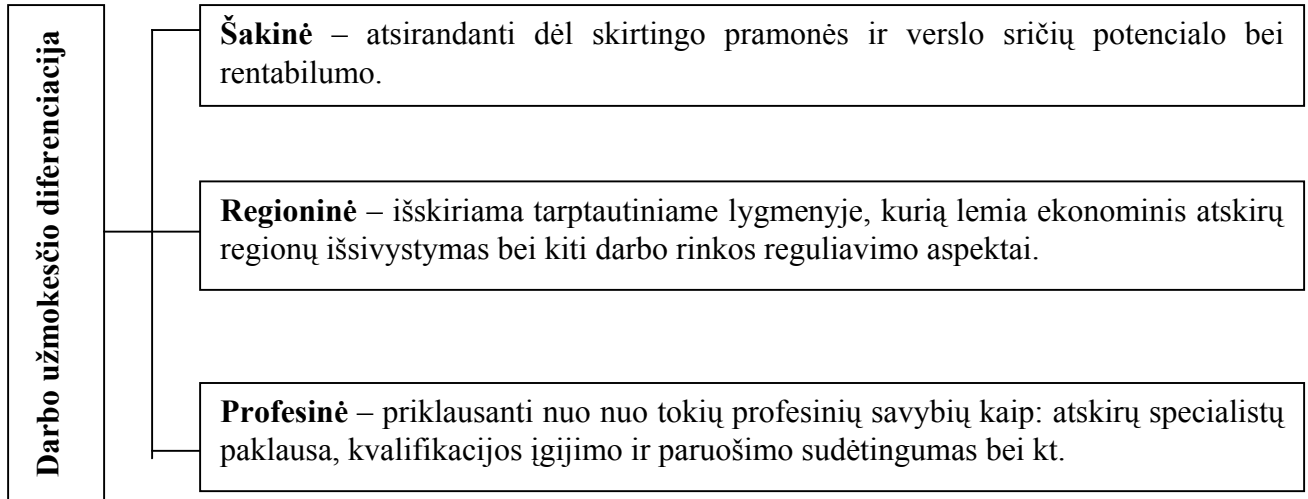 Darbo užmokesčio diferenciacija
Šakinė – atsirandanti dėl skirtingo pramonės ir verslo sričių potencialo bei
rentabilumo.
Regioninė – išskiriama tarptautiniame lygmenyje, kurią lemia ekonominis atskirų
regionų išsivystymas bei kiti darbo rinkos reguliavimo aspektai.
Profesinė – priklausanti nuo nuo tokių profesinių savybių kaip: atskirų specialistų
paklausa, kvalifikacijos įgijimo ir paruošimo sudėtingumas bei kt.